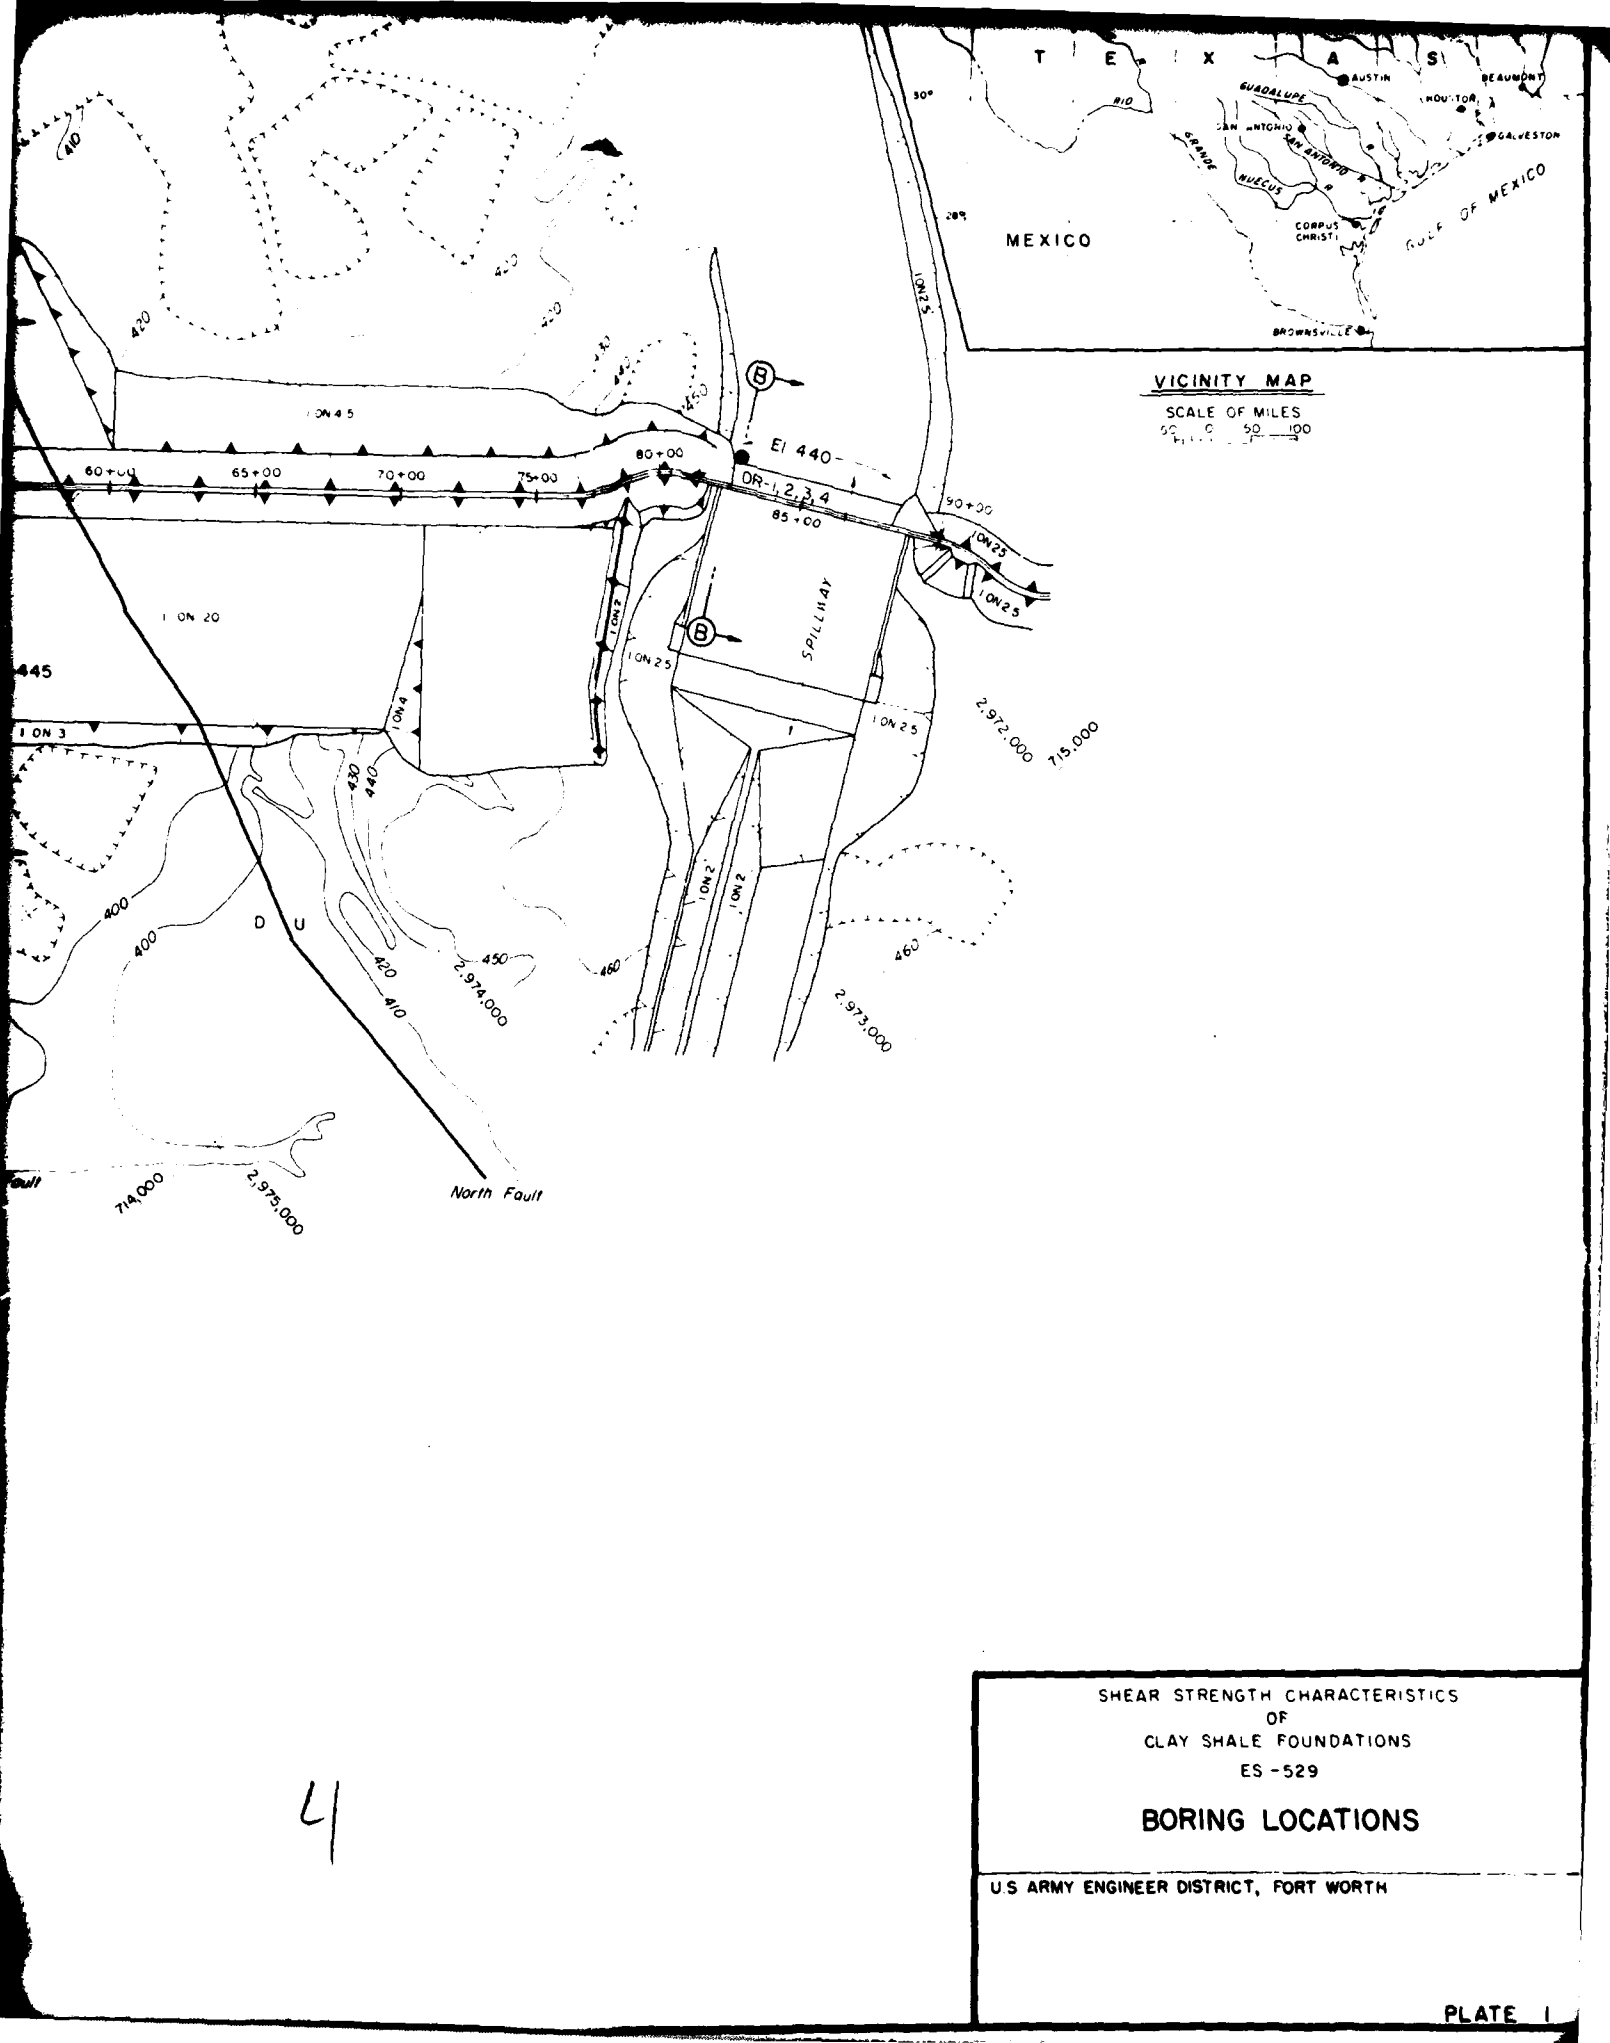 T E X A S
AUSTIN
BEAUMONT
30°
RIO
GUADALUPE
GALVESTON
SAN ANTONIO R
GRANDE
NUECUS R
28°
CORPUS
CHRISTI
GULF OF MEXICO
MEXICO
BROWNSVILLE
VICINITY MAP
SCALE OF MILES
50 0 50 100
410
420
420
420
430
440
450
1 ON 25
B
1 ON 4.5
El 440
60+00
65+00
70+00
75+00
80+00
DR-1, 2, 3, 4
85+00
90+00
1 ON 25
1 ON 25
1 ON 20
1 ON 2
B
SPILLWAY
1 ON 25
445
1 ON 4
1 ON 3
1 ON 25
2,972,000
715,000
430
440
1 ON 2
1 ON 2
400
400
D U
420
410
450
2,974,000
460
460
2,973,000
714,000
2,975,000
North Fault
4
SHEAR STRENGTH CHARACTERISTICS
OF
CLAY SHALE FOUNDATIONS
ES-529
BORING LOCATIONS
U.S ARMY ENGINEER DISTRICT, FORT WORTH
PLATE 1